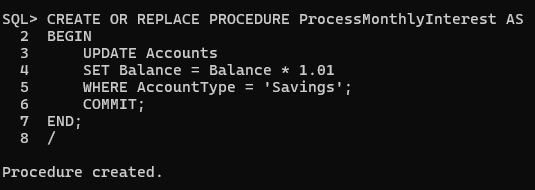 SQL> CREATE OR REPLACE PROCEDURE ProcessMonthlyInterest AS
  2  BEGIN
  3      UPDATE Accounts
  4      SET Balance = Balance * 1.01
  5      WHERE AccountType = 'Savings';
  6      COMMIT;
  7  END;
  8  /
Procedure created.